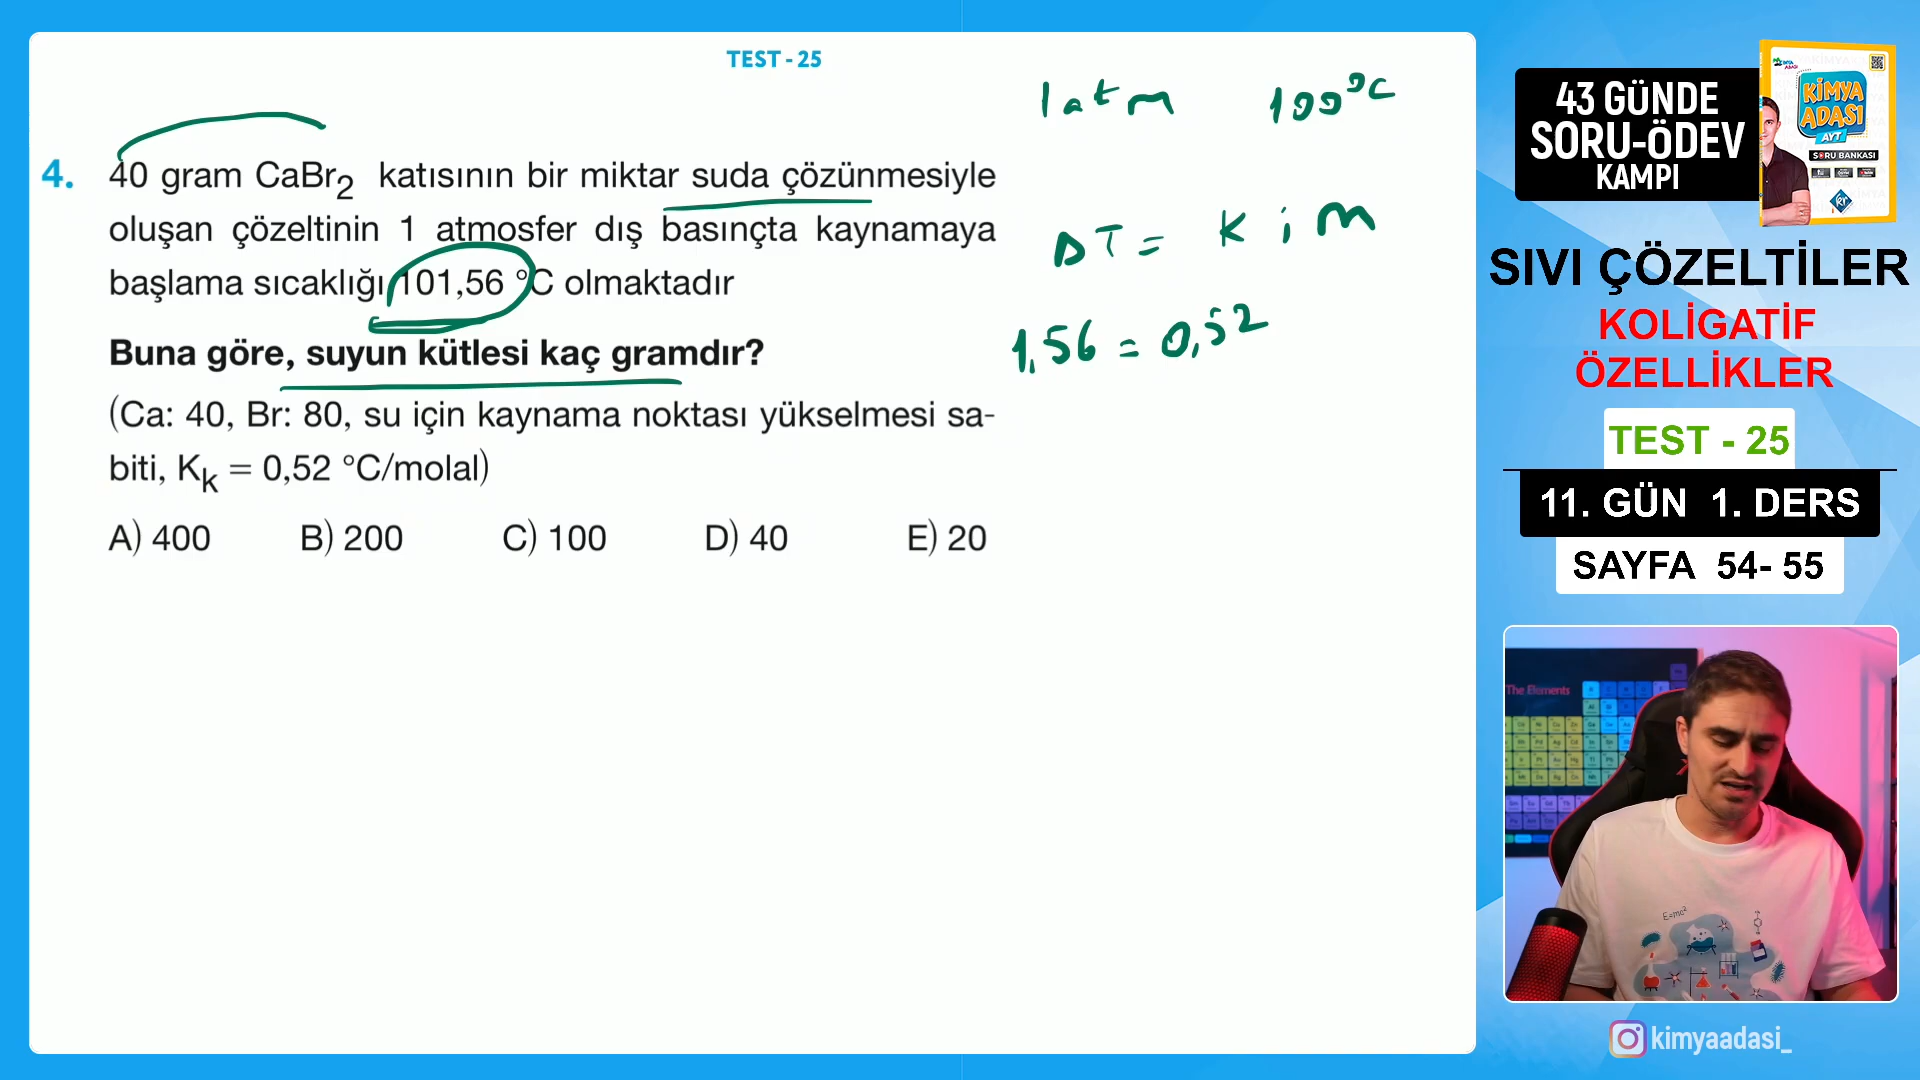 TEST - 25
4. 40 gram CaBr2 katısının bir miktar suda çözünmesiyle
oluşan çözeltinin 1 atmosfer dış basınçta kaynamaya
başlama sıcaklığı 101,56 °C olmaktadır
Buna göre, suyun kütlesi kaç gramdır?
(Ca: 40, Br: 80, su için kaynama noktası yükselmesi sa-
biti, Kk = 0,52 °C/molal)
A) 400 B) 200 C) 100 D) 40 E) 20
1 atm 100°C
ΔT = K i m
1,56 = 0,52
43 GÜNDE
SORU-ÖDEV
KAMPI
KİMYA
ADASI
AYT
SORU BANKASI
kr
SIVI ÇÖZELTİLER
KOLİGATİF
ÖZELLİKLER
TEST - 25
11. GÜN 1. DERS
SAYFA 54- 55
The Elements
E=mc²
kimyaadasi_